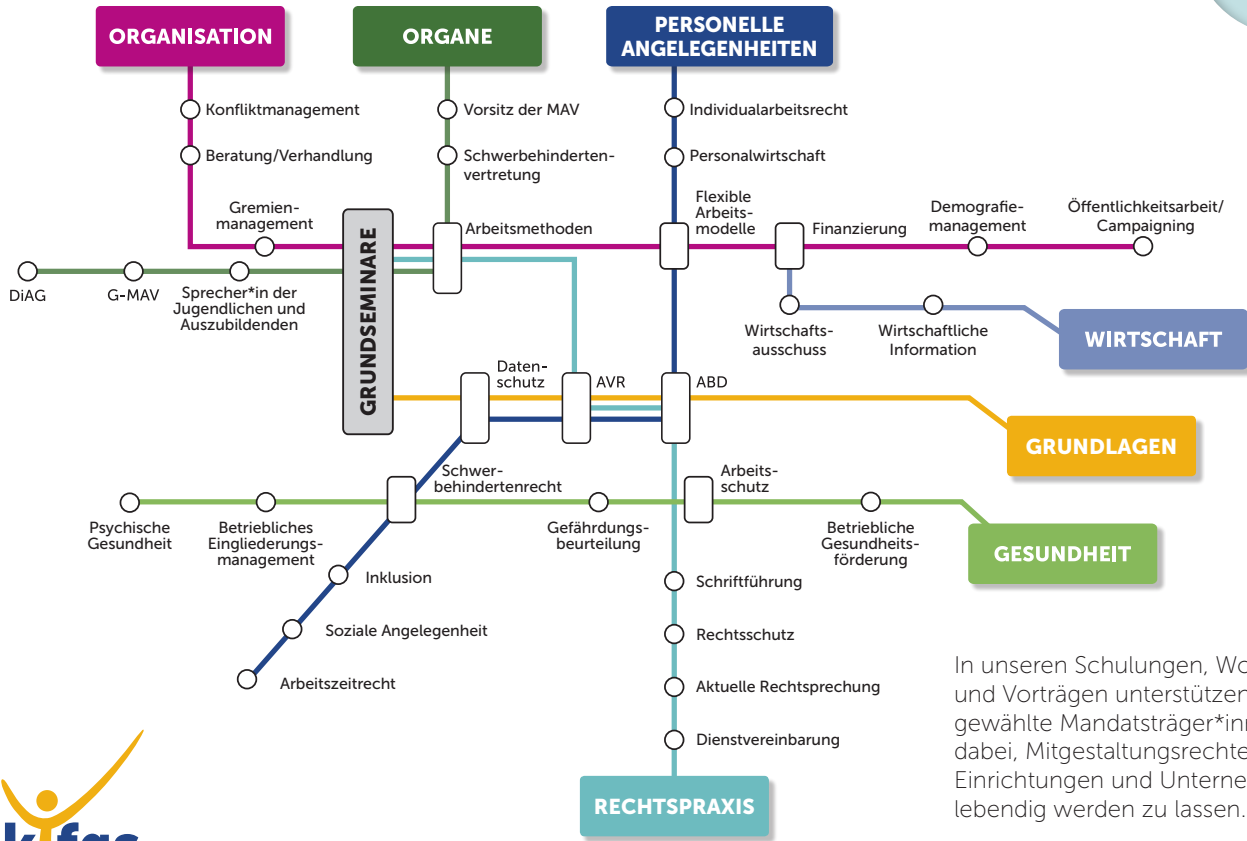 ORGANISATION
ORGANE
PERSONELLE
ANGELEGENHEITEN
Konfliktmanagement
Beratung/Verhandlung
Vorsitz der MAV
Schwerbehinderten-
vertretung
Individualarbeitsrecht
Personalwirtschaft
Gremien-
management
Arbeitsmethoden
Flexible
Arbeits-
modelle
Finanzierung
Demografie-
management
Öffentlichkeitsarbeit/
Campaigning
GRUNDSEMINARE
DiAG
G-MAV
Sprecher*in der
Jugendlichen und
Auszubildenden
Wirtschafts-
ausschuss
Wirtschaftliche
Information
WIRTSCHAFT
Daten-
schutz
AVR
ABD
GRUNDLAGEN
Schwer-
behindertenrecht
Arbeits-
schutz
Psychische
Gesundheit
Betriebliches
Eingliederungs-
management
Gefährdungs-
beurteilung
Betriebliche
Gesundheits-
förderung
GESUNDHEIT
Inklusion
Soziale Angelegenheit
Arbeitszeitrecht
Schriftführung
Rechtsschutz
Aktuelle Rechtsprechung
Dienstvereinbarung
RECHTSPRAXIS
In unseren Schulungen,
und Vorträgen unterstützen
gewählte
dabei, Mitgestaltungsrechte
Einrichtungen und
lebendig werden zu lassen.